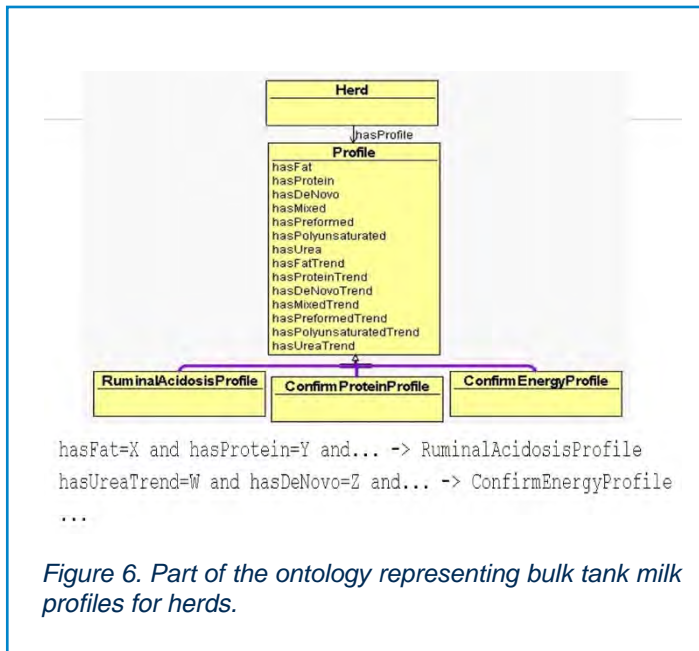 Herd
hasProfile
Profile
hasFat
hasProtein
hasDeNovo
hasMixed
hasPreformed
hasPolyunsaturated
hasUrea
hasFatTrend
hasProteinTrend
hasDeNovoTrend
hasMixedTrend
hasPreformedTrend
hasPolyunsaturatedTrend
hasUreaTrend
RuminalAcidosisProfile
ConfirmProteinProfile
ConfirmEnergyProfile
hasFat=X and hasProtein=Y and... -> RuminalAcidosisProfile
hasUreaTrend=W and hasDeNovo=Z and... -> ConfirmEnergyProfile
...
Figure 6. Part of the ontology representing bulk tank milk
profiles for herds.